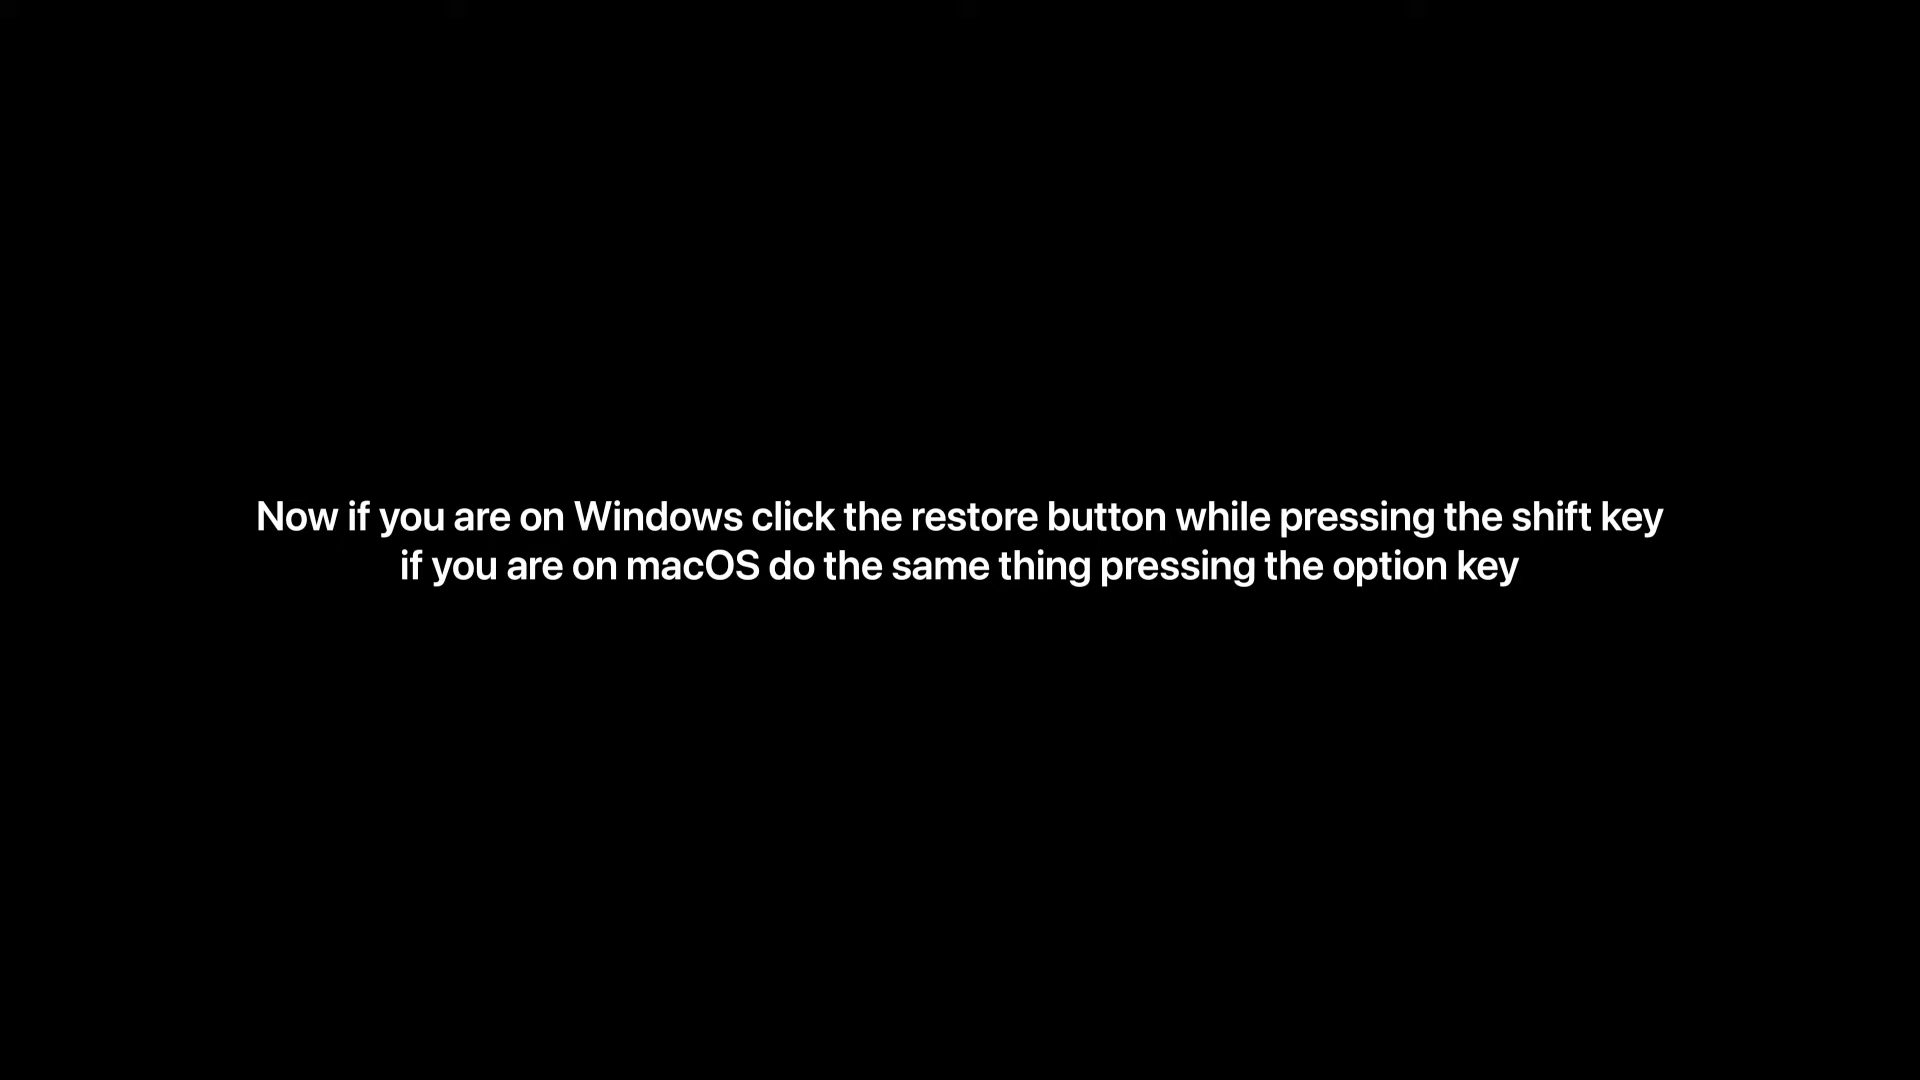 Now if you are on Windows click the restore button while pressing the shift key
if you are on macOS do the same thing pressing the option key